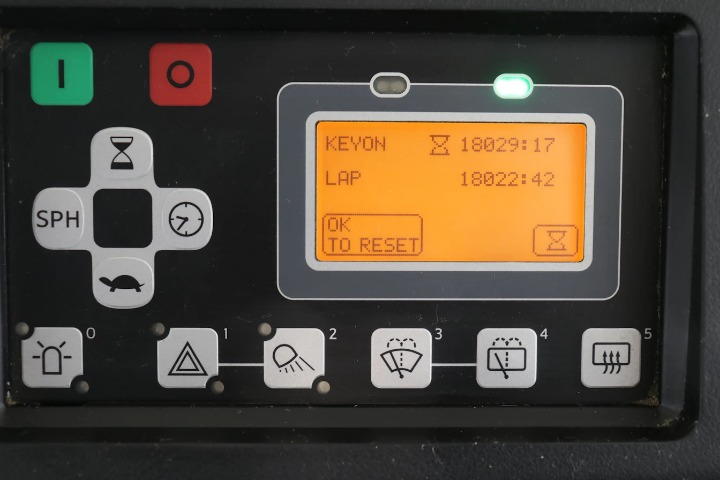 I
O
KEYON 18029:17
LAP 18022:42
SPH
OK
TO RESET
0
1
2
3
4
5